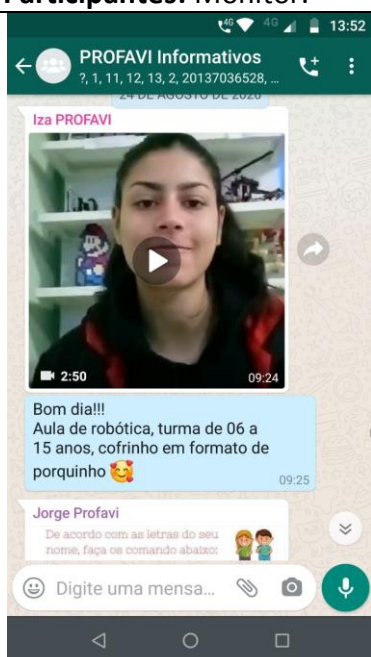 Participantes: Monitor:
4G 4G 13:52
PROFAVI Informativos
?, 1, 11, 12, 13, 2, 20137036528, ...
24 DE AGOSTO DE 2020
Iza PROFAVI
2:50 09:24
Bom dia!!!
Aula de robótica, turma de 06 a
15 anos, cofrinho em formato de
porquinho 🥰
09:25
Jorge Profavi
De acordo com as letras do seu
nome, faça os comando abaixo:
Digite uma mensa...